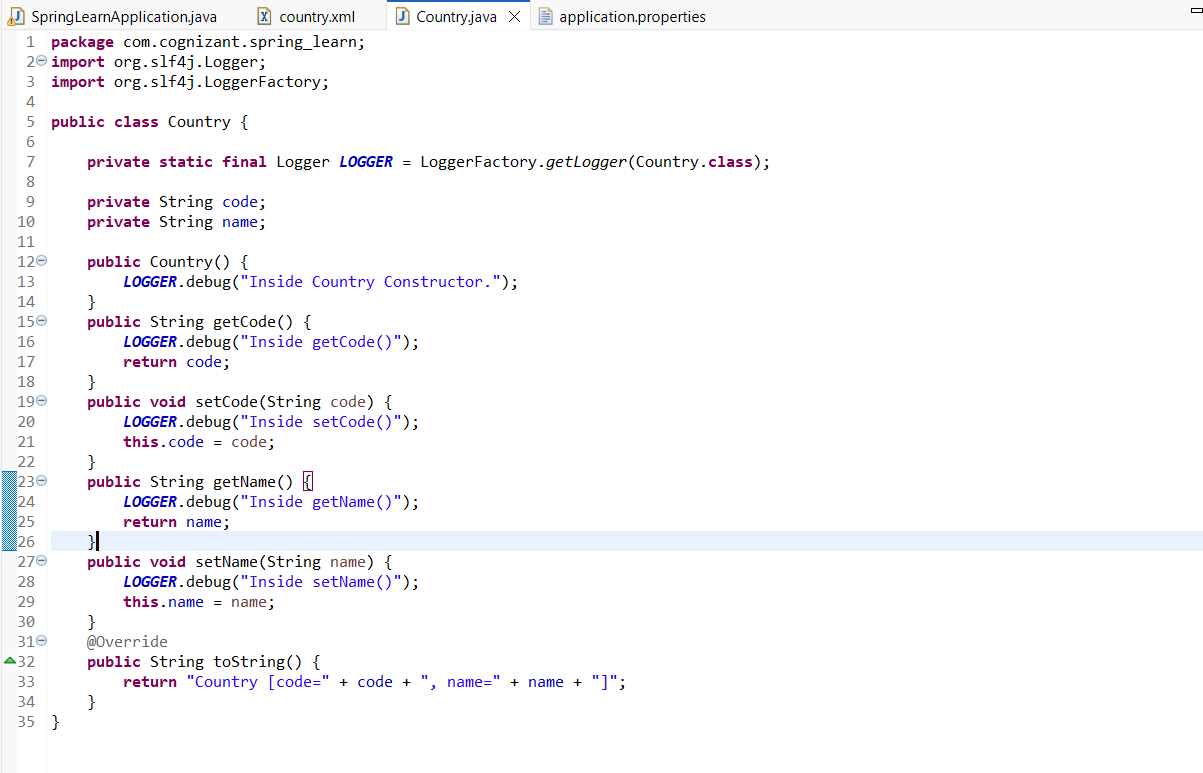 SpringLearnApplication.java country.xml Country.java application.properties
1 package com.cognizant.spring_learn;
2 import org.slf4j.Logger;
3 import org.slf4j.LoggerFactory;
4
5 public class Country {
6
7     private static final Logger LOGGER = LoggerFactory.getLogger(Country.class);
8
9     private String code;
10     private String name;
11
12     public Country() {
13         LOGGER.debug("Inside Country Constructor.");
14     }
15     public String getCode() {
16         LOGGER.debug("Inside getCode()");
17         return code;
18     }
19     public void setCode(String code) {
20         LOGGER.debug("Inside setCode()");
21         this.code = code;
22     }
23     public String getName() {
24         LOGGER.debug("Inside getName()");
25         return name;
26     }
27     public void setName(String name) {
28         LOGGER.debug("Inside setName()");
29         this.name = name;
30     }
31     @Override
32     public String toString() {
33         return "Country [code=" + code + ", name=" + name + "]";
34     }
35 }